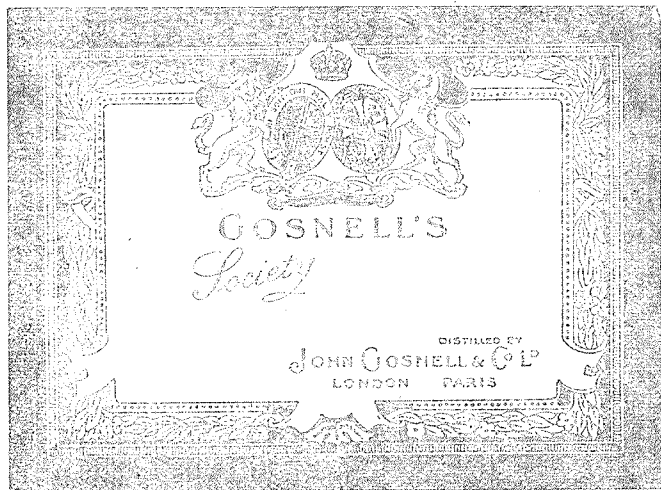 GOSNELL'S
Society
DISTILLED BY
JOHN GOSNELL & Co LD
LONDON PARIS